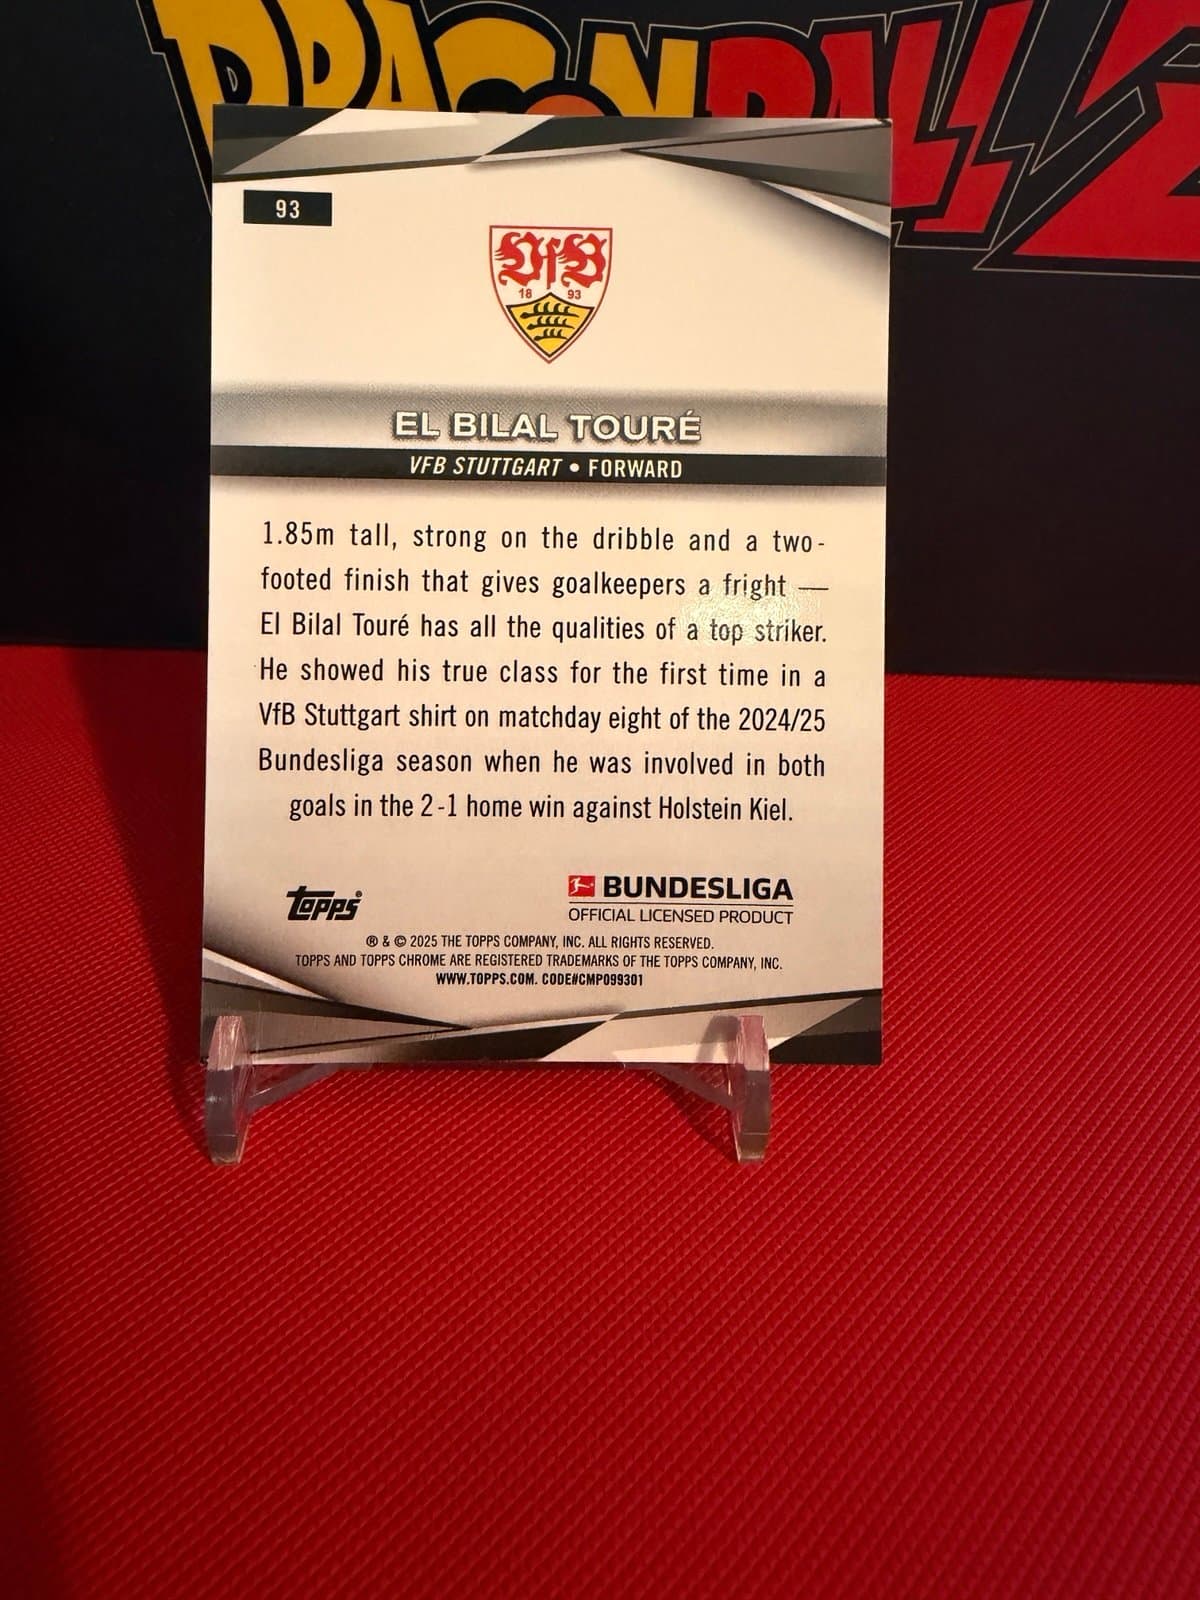 DRAGON BALL Z
93
VfB
18 93
EL BILAL TOURÉ
VFB STUTTGART • FORWARD
1.85m tall, strong on the dribble and a two-
footed finish that gives goalkeepers a fright —
El Bilal Touré has all the qualities of a top striker.
He showed his true class for the first time in a
VfB Stuttgart shirt on matchday eight of the 2024/25
Bundesliga season when he was involved in both
goals in the 2-1 home win against Holstein Kiel.
Topps®
BUNDESLIGA
OFFICIAL LICENSED PRODUCT
® & © 2025 THE TOPPS COMPANY, INC. ALL RIGHTS RESERVED.
TOPPS AND TOPPS CHROME ARE REGISTERED TRADEMARKS OF THE TOPPS COMPANY, INC.
WWW.TOPPS.COM. CODE#CMP099301